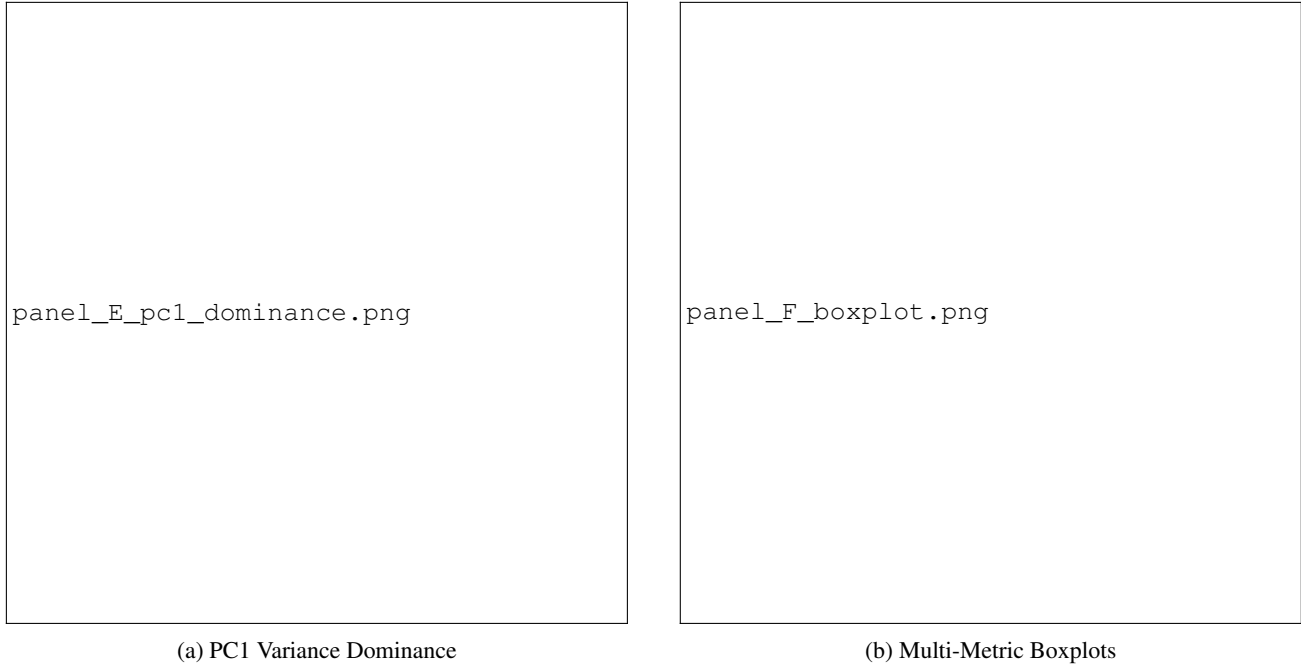 panel_E_pc1_dominance.png
panel_F_boxplot.png
(a) PC1 Variance Dominance
(b) Multi-Metric Boxplots